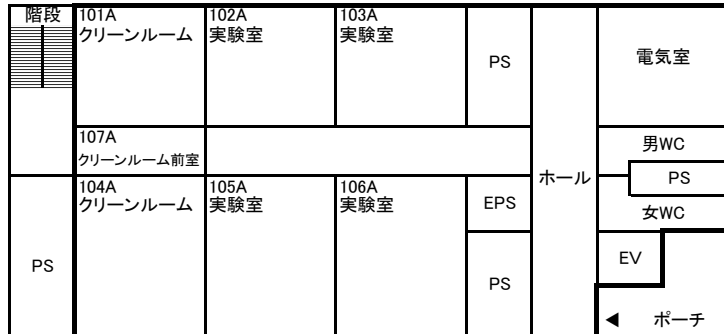 階段
101A
クリーンルーム
102A
実験室
103A
実験室
PS
電気室
107A
クリーンルーム前室
男WC
PS
ホール
104A
クリーンルーム
105A
実験室
106A
実験室
EPS
女WC
PS
EV
PS
◀ ポーチ